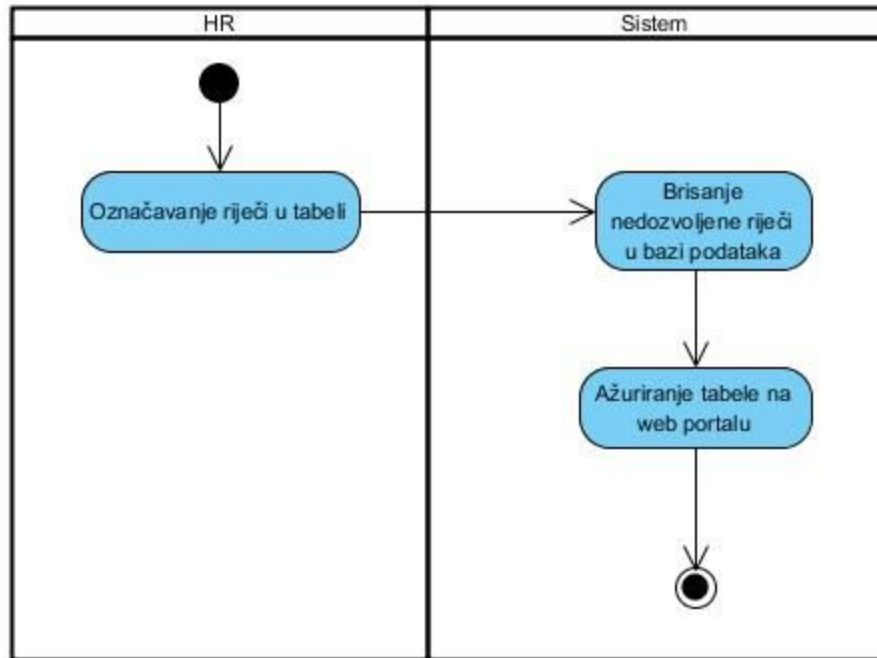 HR
Sistem
Označavanje riječi u tabeli
Brisanje
nedozvoljene riječi
u bazi podataka
Ažuriranje tabele na
web portalu